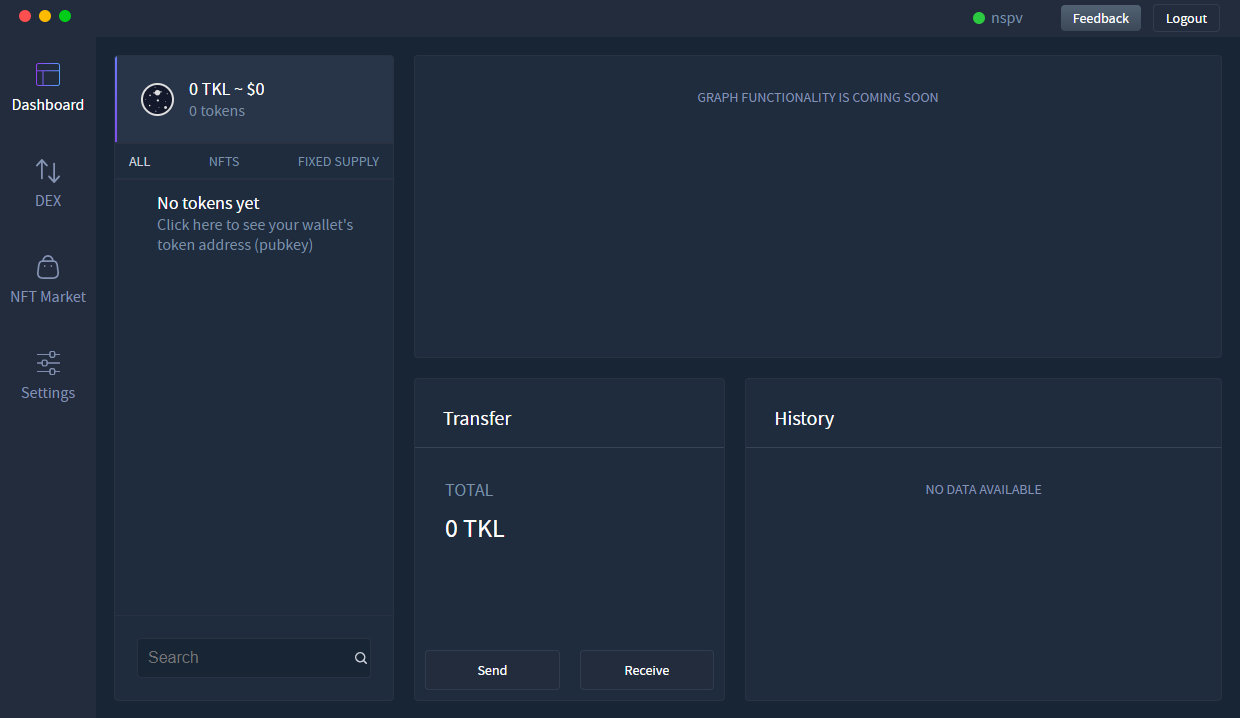 nspv
Feedback
Logout
Dashboard
DEX
NFT Market
Settings
0 TKL ~ $0
0 tokens
ALL
NFTS
FIXED SUPPLY
No tokens yet
Click here to see your wallet's
token address (pubkey)
Search
GRAPH FUNCTIONALITY IS COMING SOON
Transfer
TOTAL
0 TKL
Send
Receive
History
NO DATA AVAILABLE